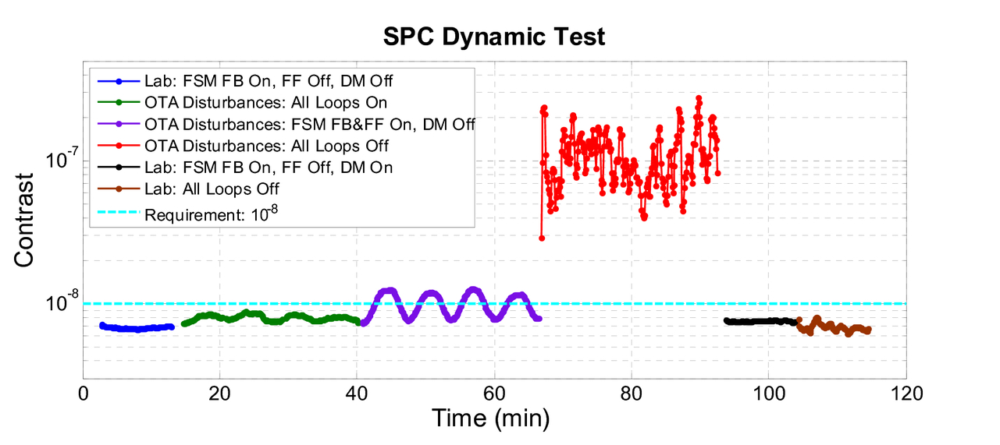 SPC Dynamic Test
Lab: FSM FB On, FF Off, DM Off
OTA Disturbances: All Loops On
OTA Disturbances: FSM FB&FF On, DM Off
OTA Disturbances: All Loops Off
Lab: FSM FB On, FF Off, DM On
Lab: All Loops Off
Requirement: 10^-8
Contrast
10^-7
10^-8
0 20 40 60 80 100 120
Time (min)